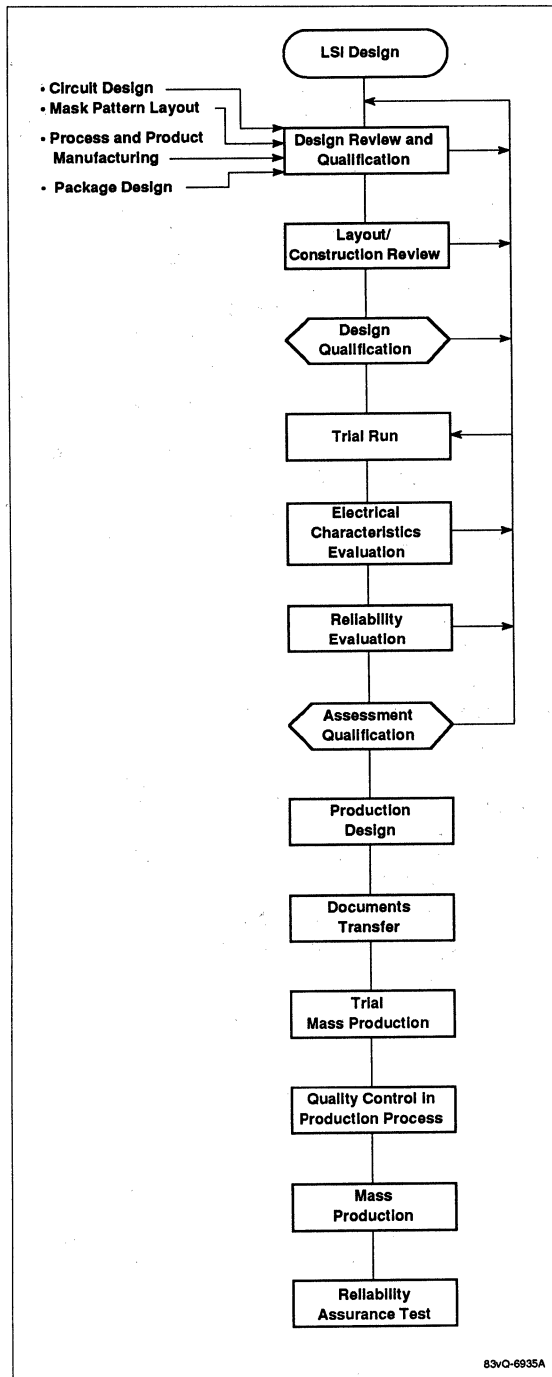 LSI Design
• Circuit Design
• Mask Pattern Layout
• Process and Product
Manufacturing
• Package Design
Design Review and
Qualification
Layout/
Construction Review
Design
Qualification
Trial Run
Electrical
Characteristics
Evaluation
Reliability
Evaluation
Assessment
Qualification
Production
Design
Documents
Transfer
Trial
Mass Production
Quality Control in
Production Process
Mass
Production
Reliability
Assurance Test
83vQ-6935A